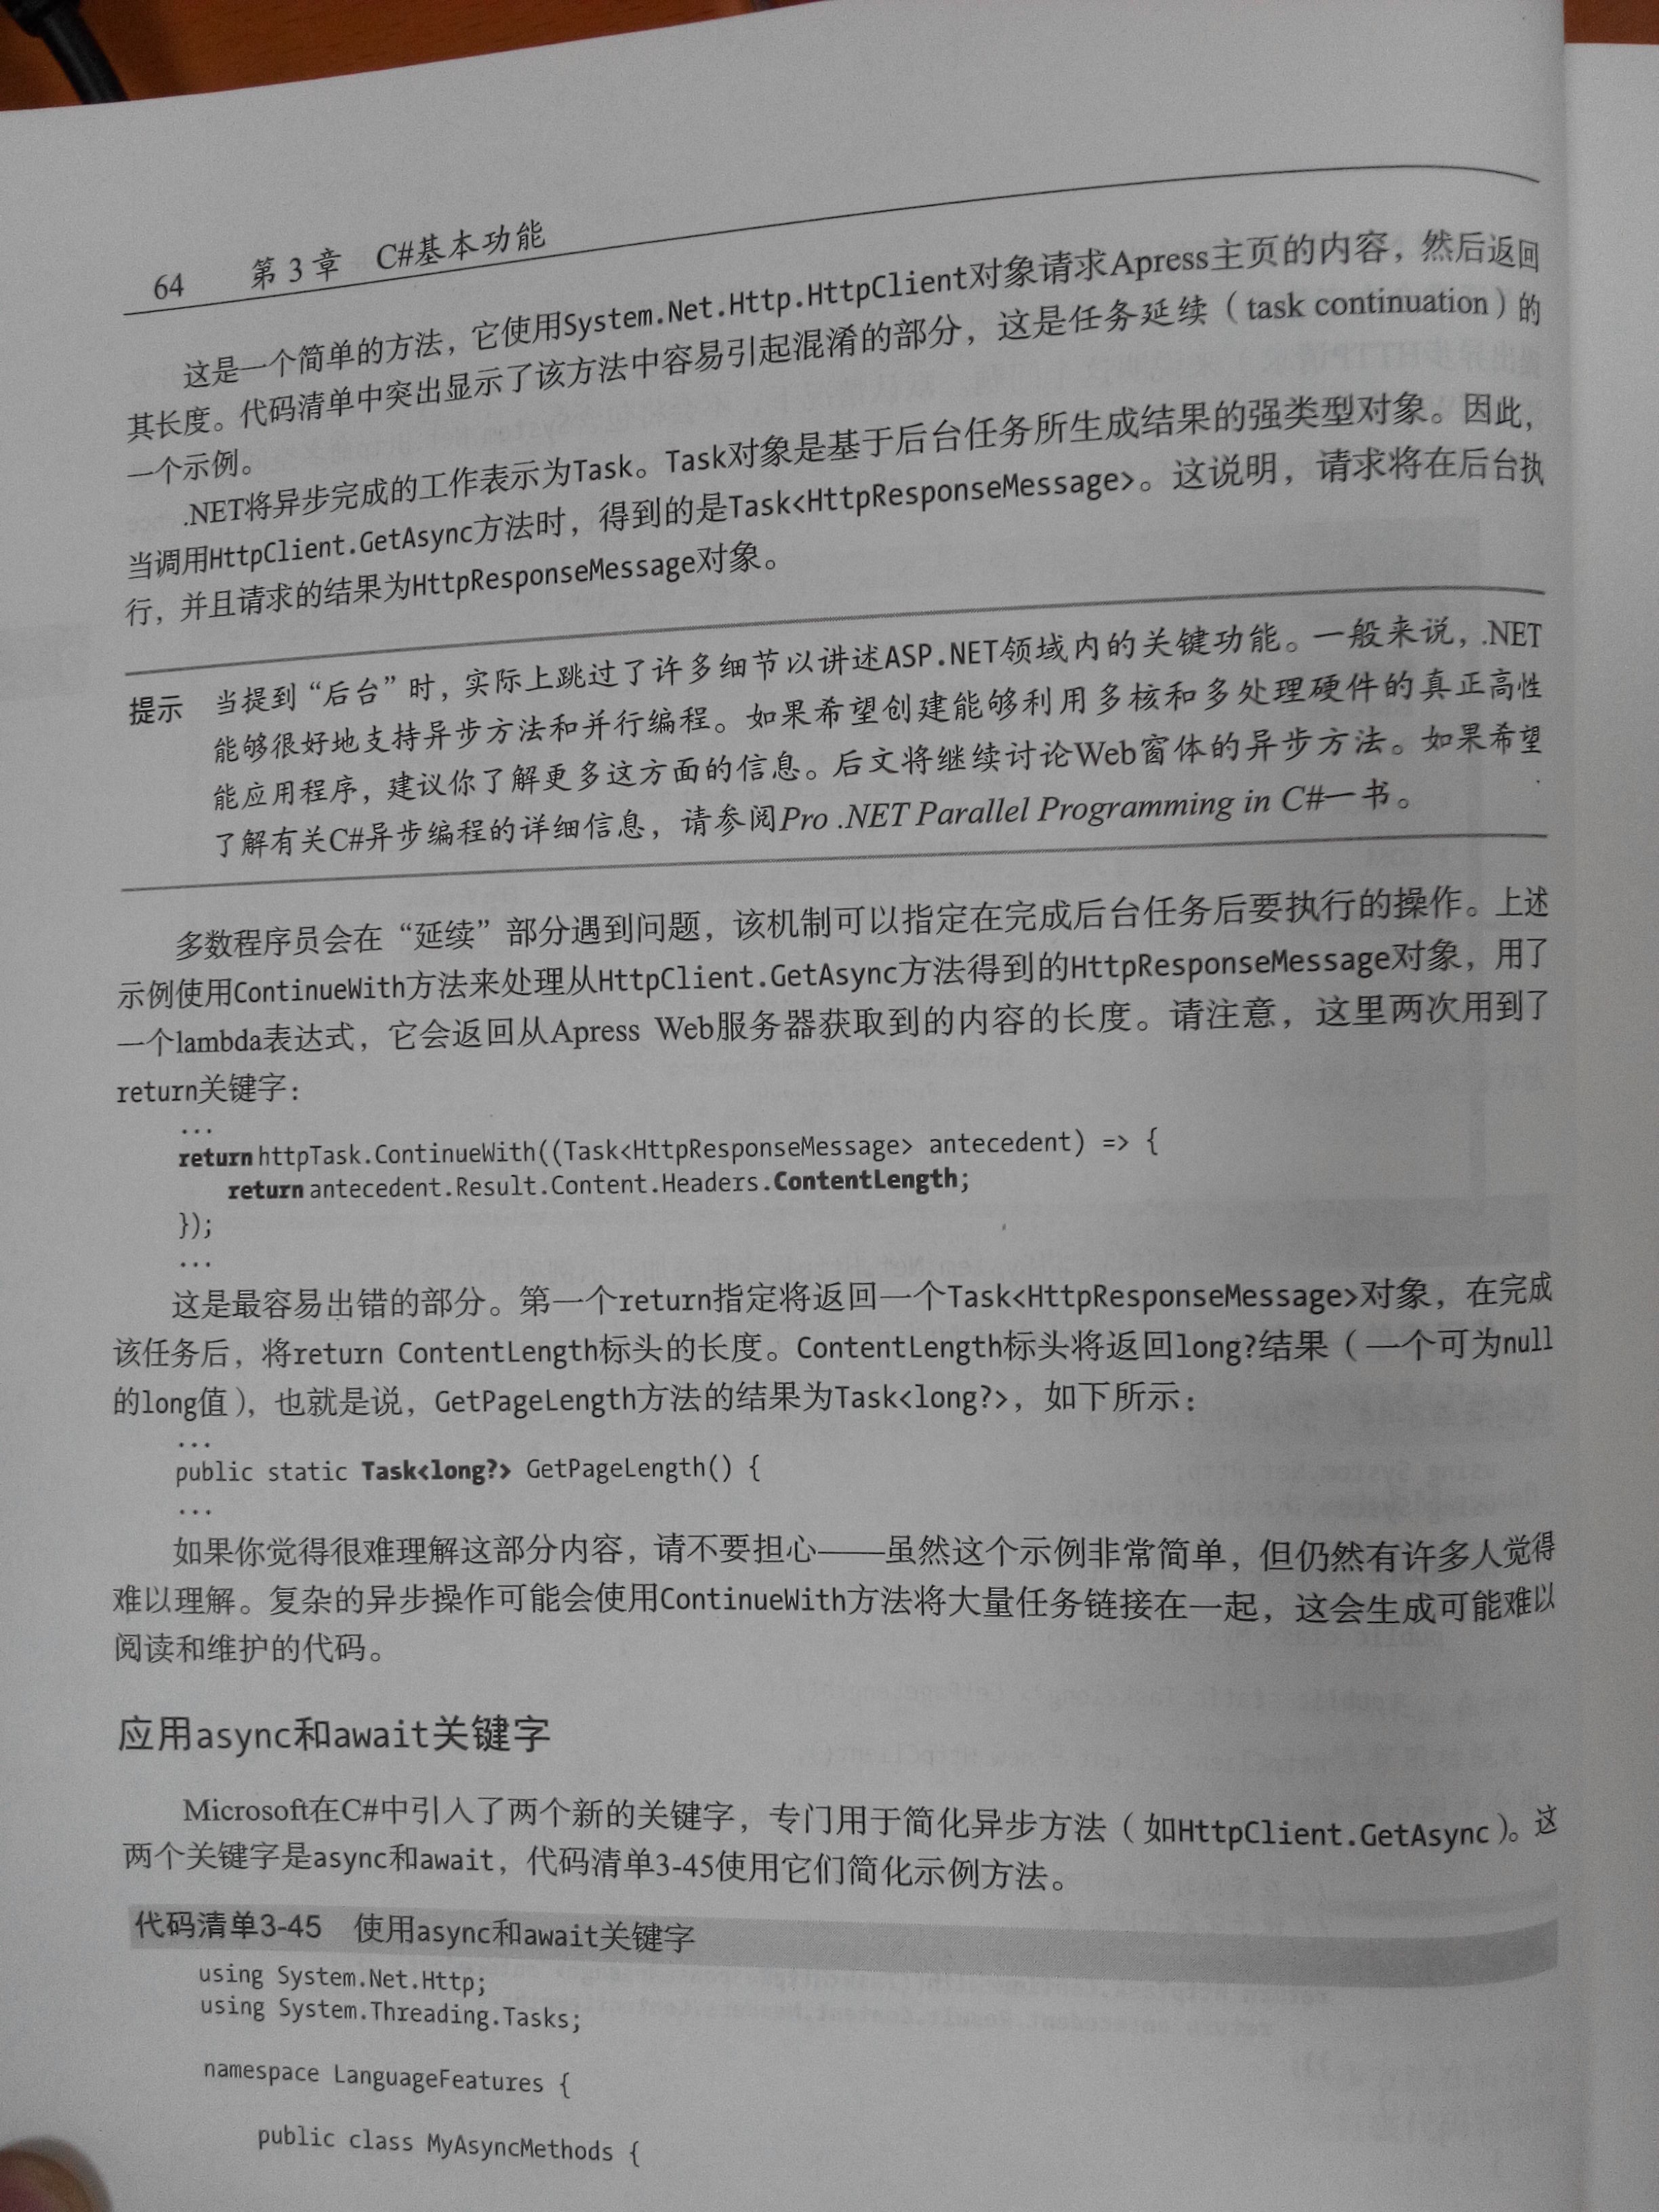 64 第3章 C#基本功能
这是一个简单的方法，它使用System.Net.Http.HttpClient对象请求Apress主页的内容，然后返回
其长度。代码清单中突出显示了该方法中容易引起混淆的部分，这是任务延续（task continuation）的
一个示例。
.NET将异步完成的工作表示为Task。Task对象是基于后台任务所生成结果的强类型对象。因此，
当调用HttpClient.GetAsync方法时，得到的是Task<HttpResponseMessage>。这说明，请求将在后台执
行，并且请求的结果为HttpResponseMessage对象。
提示 当提到“后台”时，实际上跳过了许多细节以讲述ASP.NET领域内的关键功能。一般来说，.NET
能够很好地支持异步方法和并行编程。如果希望创建能够利用多核和多处理硬件的真正高性
能应用程序，建议你了解更多这方面的信息。后文将继续讨论Web窗体的异步方法。如果希望
了解有关C#异步编程的详细信息，请参阅Pro .NET Parallel Programming in C#一书。
多数程序员会在“延续”部分遇到问题，该机制可以指定在完成后台任务后要执行的操作。上述
示例使用ContinueWith方法来处理从HttpClient.GetAsync方法得到的HttpResponseMessage对象，用了
一个lambda表达式，它会返回从Apress Web服务器获取到的内容的长度。请注意，这里两次用到了
return关键字：
...
return httpTask.ContinueWith((Task<HttpResponseMessage> antecedent) => {
return antecedent.Result.Content.Headers.ContentLength;
});
...
这是最容易出错的部分。第一个return指定将返回一个Task<HttpResponseMessage>对象，在完成
该任务后，将return ContentLength标头的长度。ContentLength标头将返回long?结果（一个可为null
的long值），也就是说，GetPageLength方法的结果为Task<long?>，如下所示：
...
public static Task<long?> GetPageLength() {
...
如果你觉得很难理解这部分内容，请不要担心——虽然这个示例非常简单，但仍然有许多人觉得
难以理解。复杂的异步操作可能会使用ContinueWith方法将大量任务链接在一起，这会生成可能难以
阅读和维护的代码。
应用async和await关键字
Microsoft在C#中引入了两个新的关键字，专门用于简化异步方法（如HttpClient.GetAsync）。这
两个关键字是async和await，代码清单3-45使用它们简化示例方法。
代码清单3-45 使用async和await关键字
using System.Net.Http;
using System.Threading.Tasks;
namespace LanguageFeatures {
public class MyAsyncMethods {